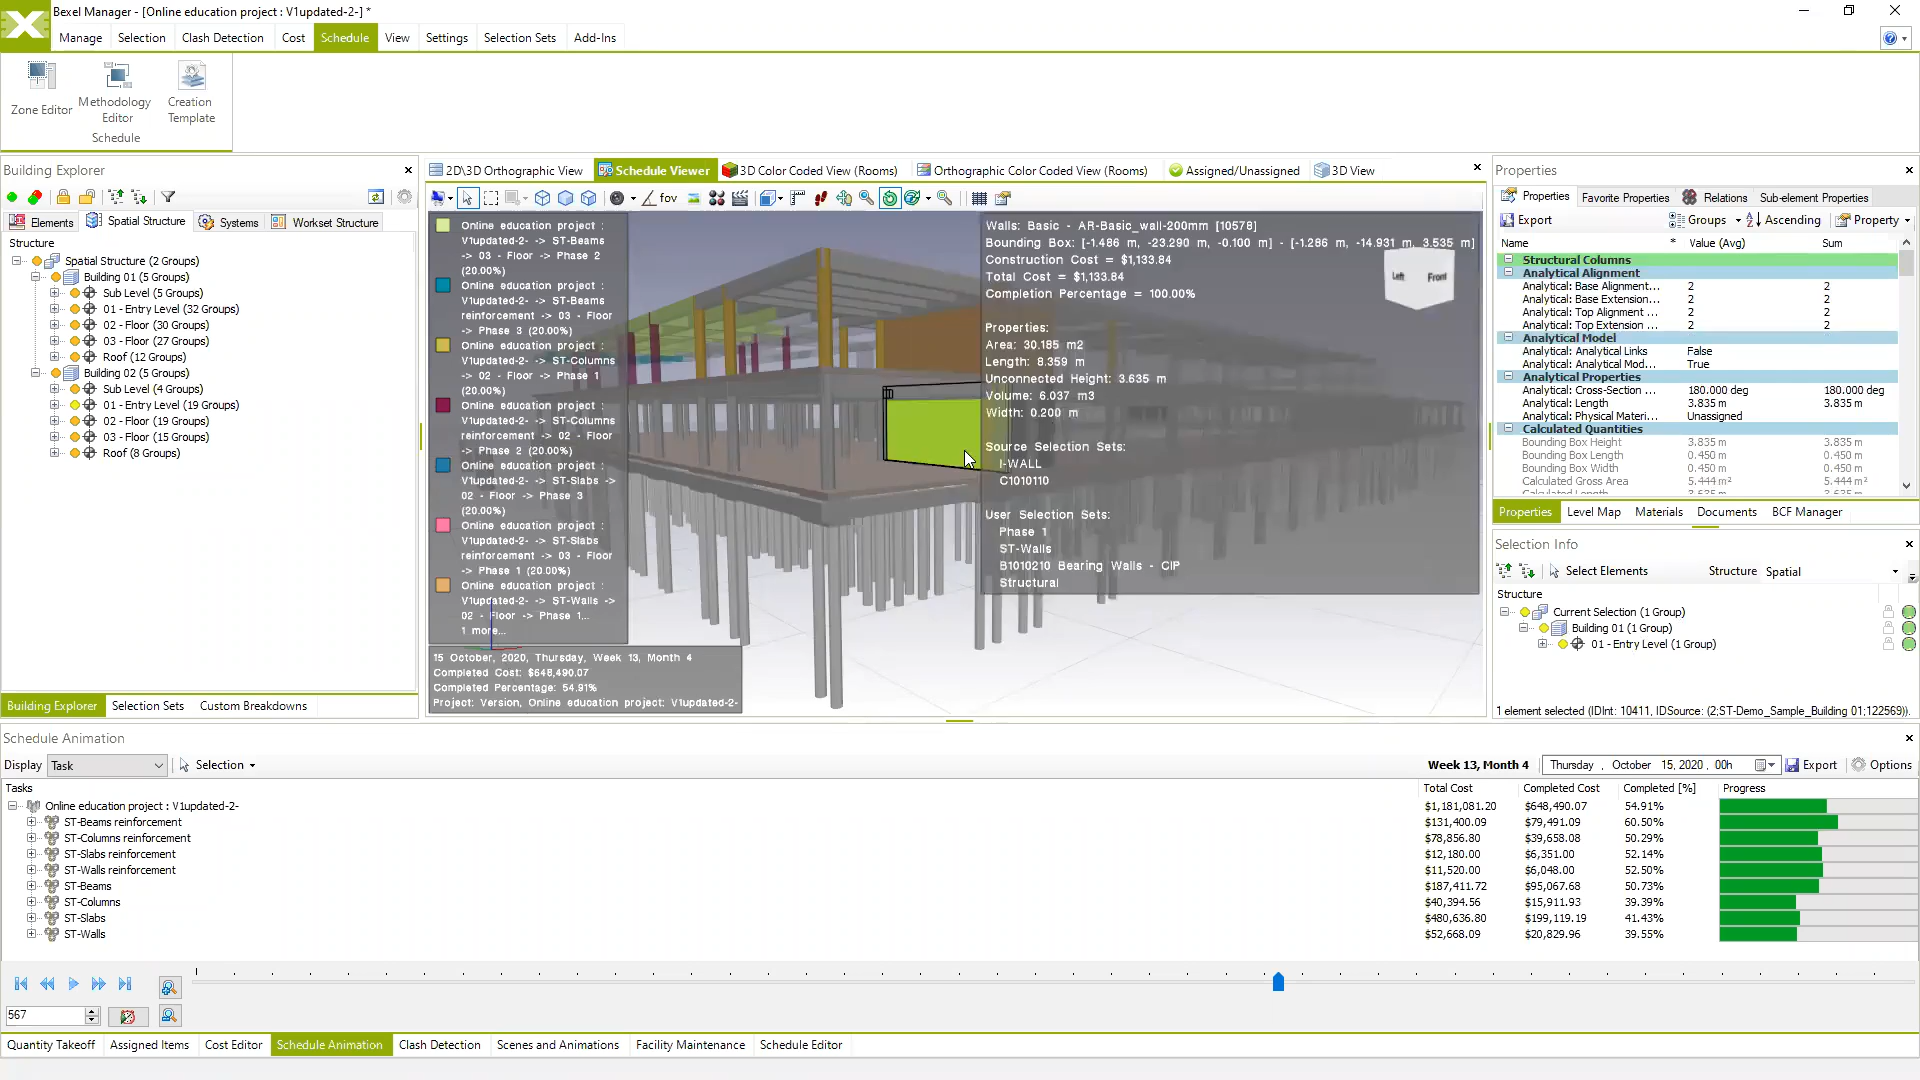 Bexel Manager - [Online education project : V1updated-2-] *
Manage Selection Clash Detection Cost Schedule View Settings Selection Sets Add-Ins
Zone Editor Methodology Editor Creation Template
Schedule
Building Explorer
Elements Spatial Structure Systems Workset Structure
Structure
Spatial Structure (2 Groups)
Building 01 (5 Groups)
Sub Level (5 Groups)
01 - Entry Level (32 Groups)
02 - Floor (30 Groups)
03 - Floor (27 Groups)
Roof (12 Groups)
Building 02 (5 Groups)
Sub Level (4 Groups)
01 - Entry Level (19 Groups)
02 - Floor (19 Groups)
03 - Floor (15 Groups)
Roof (8 Groups)
Building Explorer Selection Sets Custom Breakdowns
2D\3D Orthographic View Schedule Viewer 3D Color Coded View (Rooms) Orthographic Color Coded View (Rooms) Assigned/Unassigned 3D View
fov
Online education project :
V1updated-2- -> ST-Beams
-> 03 - Floor -> Phase 2
(20.00%)
Online education project :
V1updated-2- -> ST-Beams
reinforcement -> 03 - Floor
-> Phase 3 (20.00%)
Online education project :
V1updated-2- -> ST-Columns
-> 02 - Floor -> Phase 1
(20.00%)
Online education project :
V1updated-2- -> ST-Columns
reinforcement -> 02 - Floor
-> Phase 2 (20.00%)
Online education project :
V1updated-2- -> ST-Slabs ->
02 - Floor -> Phase 3
(20.00%)
Online education project :
V1updated-2- -> ST-Slabs
reinforcement -> 03 - Floor
-> Phase 1 (20.00%)
Online education project :
V1updated-2- -> ST-Walls ->
02 - Floor -> Phase 1...
1 more...
15 October, 2020, Thursday, Week 13, Month 4
Completed Cost: $648,490.07
Completed Percentage: 54.91%
Project: Version, Online education project: V1updated-2-
Walls: Basic - AR-Basic_wall-200mm [10578]
Bounding Box: [-1.486 m, -23.290 m, -0.100 m] - [-1.286 m, -14.931 m, 3.535 m]
Construction Cost = $1,133.84
Total Cost = $1,133.84
Completion Percentage = 100.00%
Properties:
Area: 30.185 m2
Length: 8.359 m
Unconnected Height: 3.635 m
Volume: 6.037 m3
Width: 0.200 m
Source Selection Sets:
I-WALL
C1010110
User Selection Sets:
Phase 1
ST-Walls
B1010210 Bearing Walls - CIP
Structural
Left Front
Properties
Properties Favorite Properties Relations Sub-element Properties
Export Groups Ascending Property
Name * Value (Avg) Sum
Structural Columns
Analytical Alignment
Analytical: Base Alignment... 2 2
Analytical: Base Extension... 2 2
Analytical: Top Alignment ... 2 2
Analytical: Top Extension ... 2 2
Analytical Model
Analytical: Analytical Links False
Analytical: Analytical Mod... True
Analytical Properties
Analytical: Cross-Section ... 180.000 deg 180.000 deg
Analytical: Length 3.835 m 3.835 m
Analytical: Physical Materi... Unassigned
Calculated Quantities
Bounding Box Height 3.835 m 3.835 m
Bounding Box Length 0.450 m 0.450 m
Bounding Box Width 0.450 m 0.450 m
Calculated Gross Area 5.444 m² 5.444 m²
Properties Level Map Materials Documents BCF Manager
Selection Info
Select Elements Structure Spatial
Structure
Current Selection (1 Group)
Building 01 (1 Group)
01 - Entry Level (1 Group)
1 element selected (IDInt: 10411, IDSource: (2;ST-Demo_Sample_Building 01;122569)).
Schedule Animation
Display Task Selection Week 13, Month 4 Thursday , October 15, 2020 , 00h Export Options
Tasks Total Cost Completed Cost Completed [%] Progress
Online education project : V1updated-2- $1,181,081.20 $648,490.07 54.91%
ST-Beams reinforcement $131,400.09 $79,491.09 60.50%
ST-Columns reinforcement $78,856.80 $39,658.08 50.29%
ST-Slabs reinforcement $12,180.00 $6,351.00 52.14%
ST-Walls reinforcement $11,520.00 $6,048.00 52.50%
ST-Beams $187,411.72 $95,067.68 50.73%
ST-Columns $40,394.56 $15,911.93 39.39%
ST-Slabs $480,636.80 $199,119.19 41.43%
ST-Walls $52,668.09 $20,829.96 39.55%
567
Quantity Takeoff Assigned Items Cost Editor Schedule Animation Clash Detection Scenes and Animations Facility Maintenance Schedule Editor